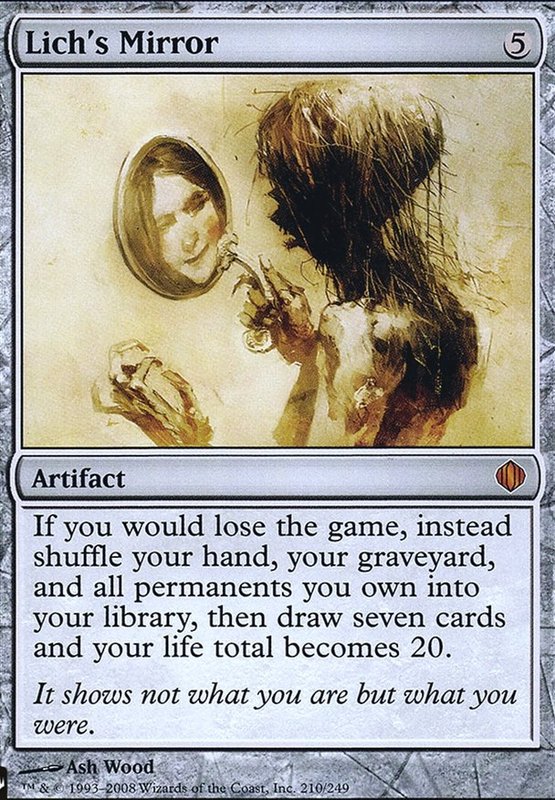 Lich's Mirror 5
Artifact
If you would lose the game, instead
shuffle your hand, your graveyard,
and all permanents you own into
your library, then draw seven cards
and your life total becomes 20.
It shows not what you are but what you
were.
Ash Wood
™ & © 1993–2008 Wizards of the Coast, Inc. 210/249